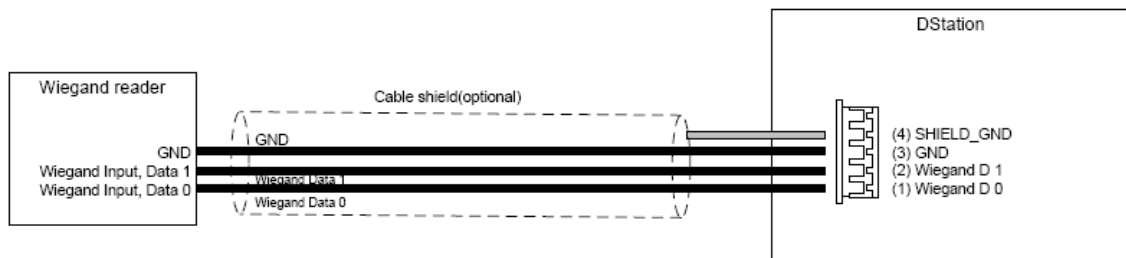 DStation
Wiegand reader
Cable shield(optional)
GND
(4) SHIELD_GND
GND
(3) GND
Wiegand Input, Data 1
Wiegand Data 1
(2) Wiegand D 1
Wiegand Input, Data 0
Wiegand Data 0
(1) Wiegand D 0